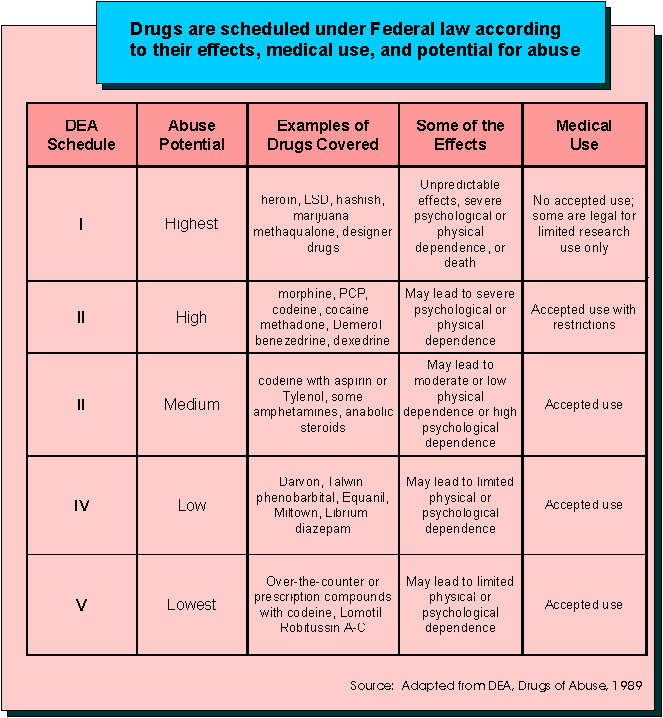 Drugs are scheduled under Federal law according
to their effects, medical use, and potential for abuse
DEA
Schedule
Abuse
Potential
Examples of
Drugs Covered
Some of the
Effects
Medical
Use
I
Highest
heroin, LSD, hashish,
marijuana
methaqualone, designer
drugs
Unpredictable
effects, severe
psychological or
physical
dependence, or
death
No accepted use;
some are legal for
limited research
use only
II
High
morphine, PCP,
codeine, cocaine
methadone, Demerol
benezedrine, dexedrine
May lead to severe
psychological or
physical
dependence
Accepted use with
restrictions
II
Medium
codeine with aspirin or
Tylenol, some
amphetamines, anabolic
steroids
May lead to
moderate or low
physical
dependence or high
psychological
dependence
Accepted use
IV
Low
Darvon, Talwin
phenobarbital, Equanil,
Miltown, Librium
diazepam
May lead to limited
physical or
psychological
dependence
Accepted use
V
Lowest
Over-the-counter or
prescription compounds
with codeine, Lomotil
Robitussin A-C
May lead to limited
physical or
psychological
dependence
Accepted use
Source: Adapted from DEA, Drugs of Abuse, 1989